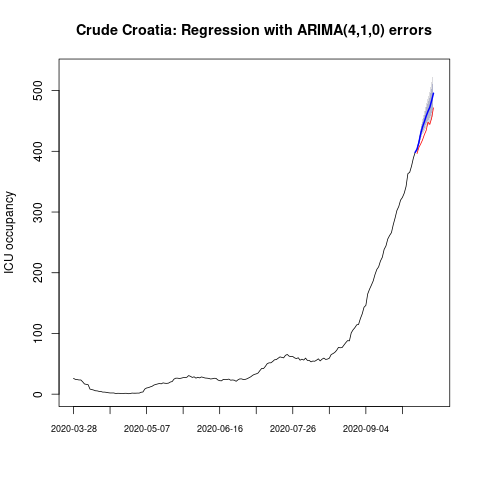 Crude Croatia: Regression with ARIMA(4,1,0) errors
ICU occupancy
500
400
300
200
100
0
2020-03-28 2020-05-07 2020-06-16 2020-07-26 2020-09-04